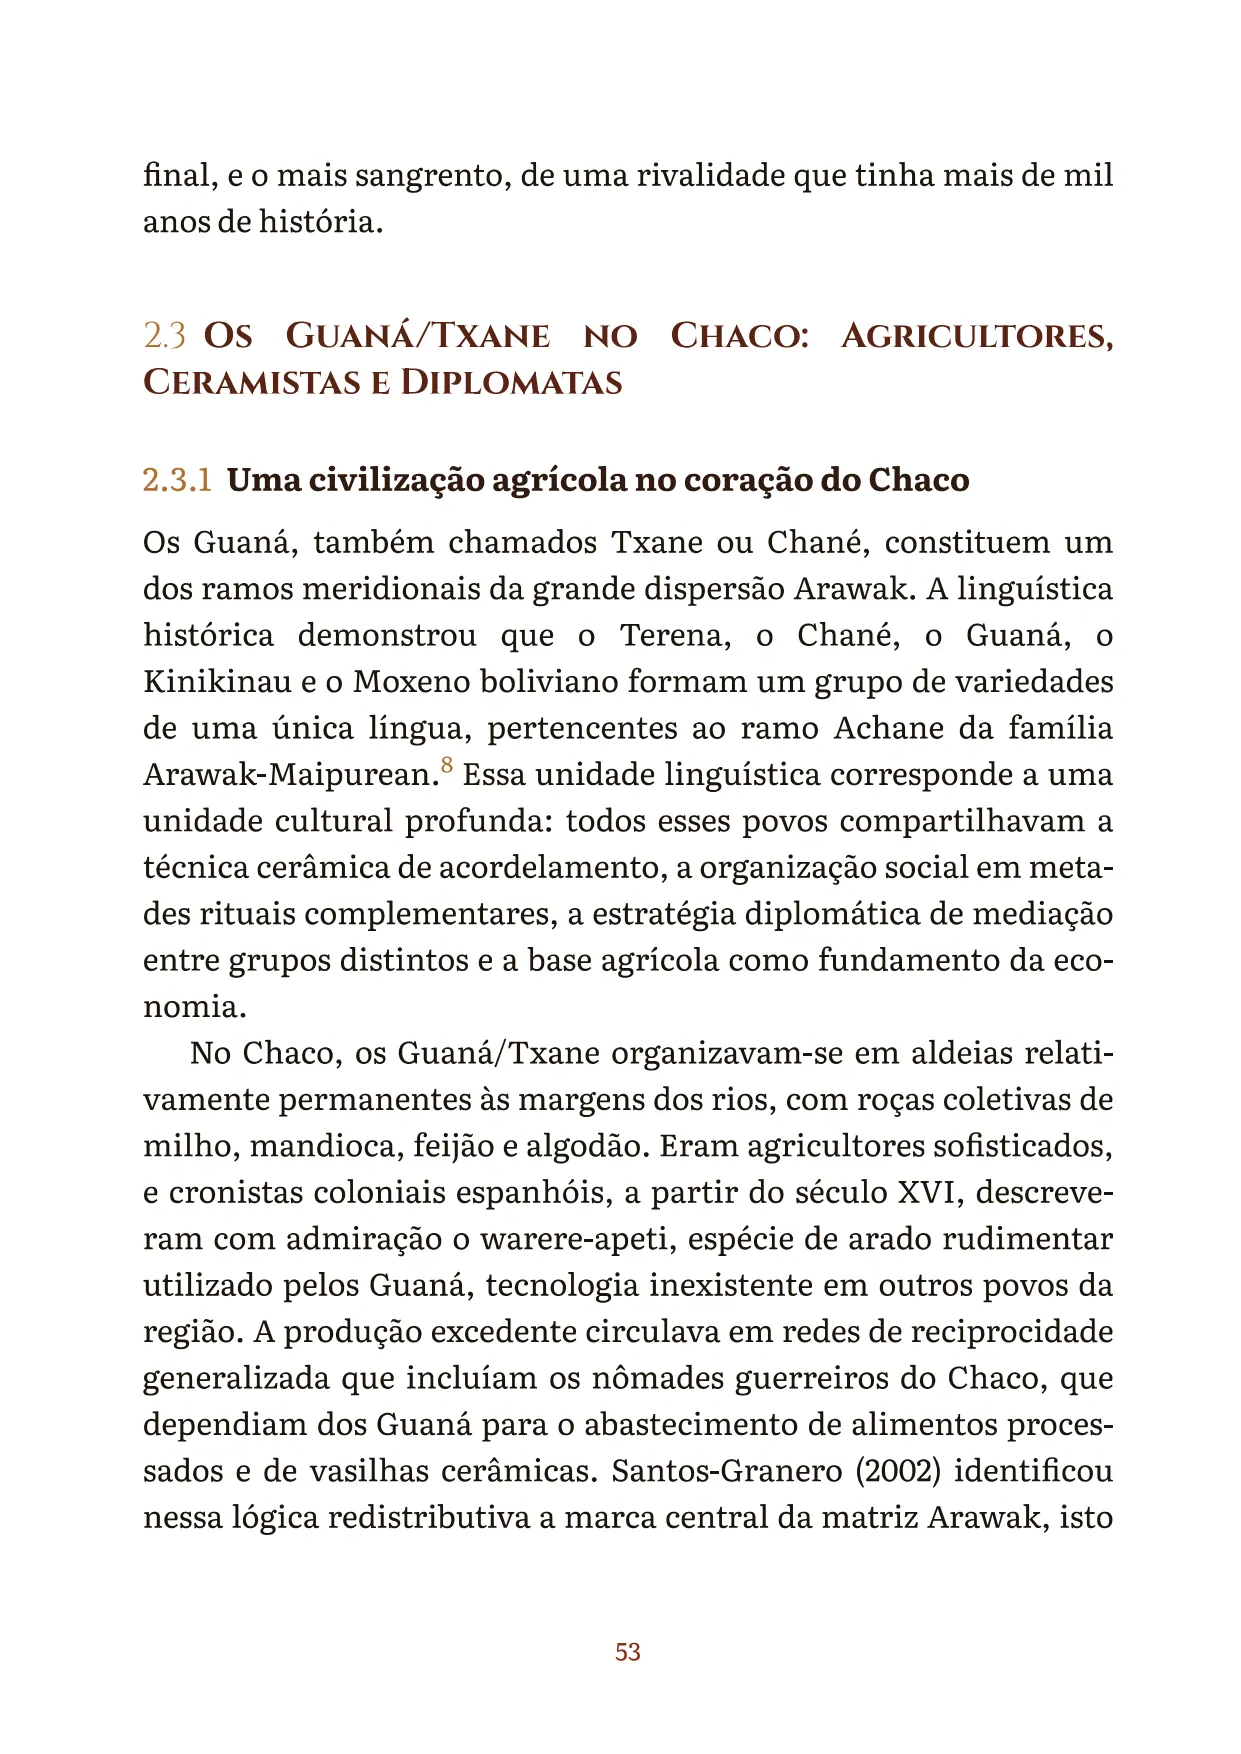 final, e o mais sangrento, de uma rivalidade que tinha mais de mil
anos de história.
2.3 Os Guaná/Txane no Chaco: Agricultores,
Ceramistas e Diplomatas
2.3.1 Uma civilização agrícola no coração do Chaco
Os Guaná, também chamados Txane ou Chané, constituem um
dos ramos meridionais da grande dispersão Arawak. A linguística
histórica demonstrou que o Terena, o Chané, o Guaná, o
Kinikinau e o Moxeno boliviano formam um grupo de variedades
de uma única língua, pertencentes ao ramo Achane da família
Arawak-Maipurean.8 Essa unidade linguística corresponde a uma
unidade cultural profunda: todos esses povos compartilhavam a
técnica cerâmica de acordelamento, a organização social em meta-
des rituais complementares, a estratégia diplomática de mediação
entre grupos distintos e a base agrícola como fundamento da eco-
nomia.
No Chaco, os Guaná/Txane organizavam-se em aldeias relati-
vamente permanentes às margens dos rios, com roças coletivas de
milho, mandioca, feijão e algodão. Eram agricultores sofisticados,
e cronistas coloniais espanhóis, a partir do século XVI, descreve-
ram com admiração o warere-apeti, espécie de arado rudimentar
utilizado pelos Guaná, tecnologia inexistente em outros povos da
região. A produção excedente circulava em redes de reciprocidade
generalizada que incluíam os nômades guerreiros do Chaco, que
dependiam dos Guaná para o abastecimento de alimentos proces-
sados e de vasilhas cerâmicas. Santos-Granero (2002) identificou
nessa lógica redistributiva a marca central da matriz Arawak, isto
53